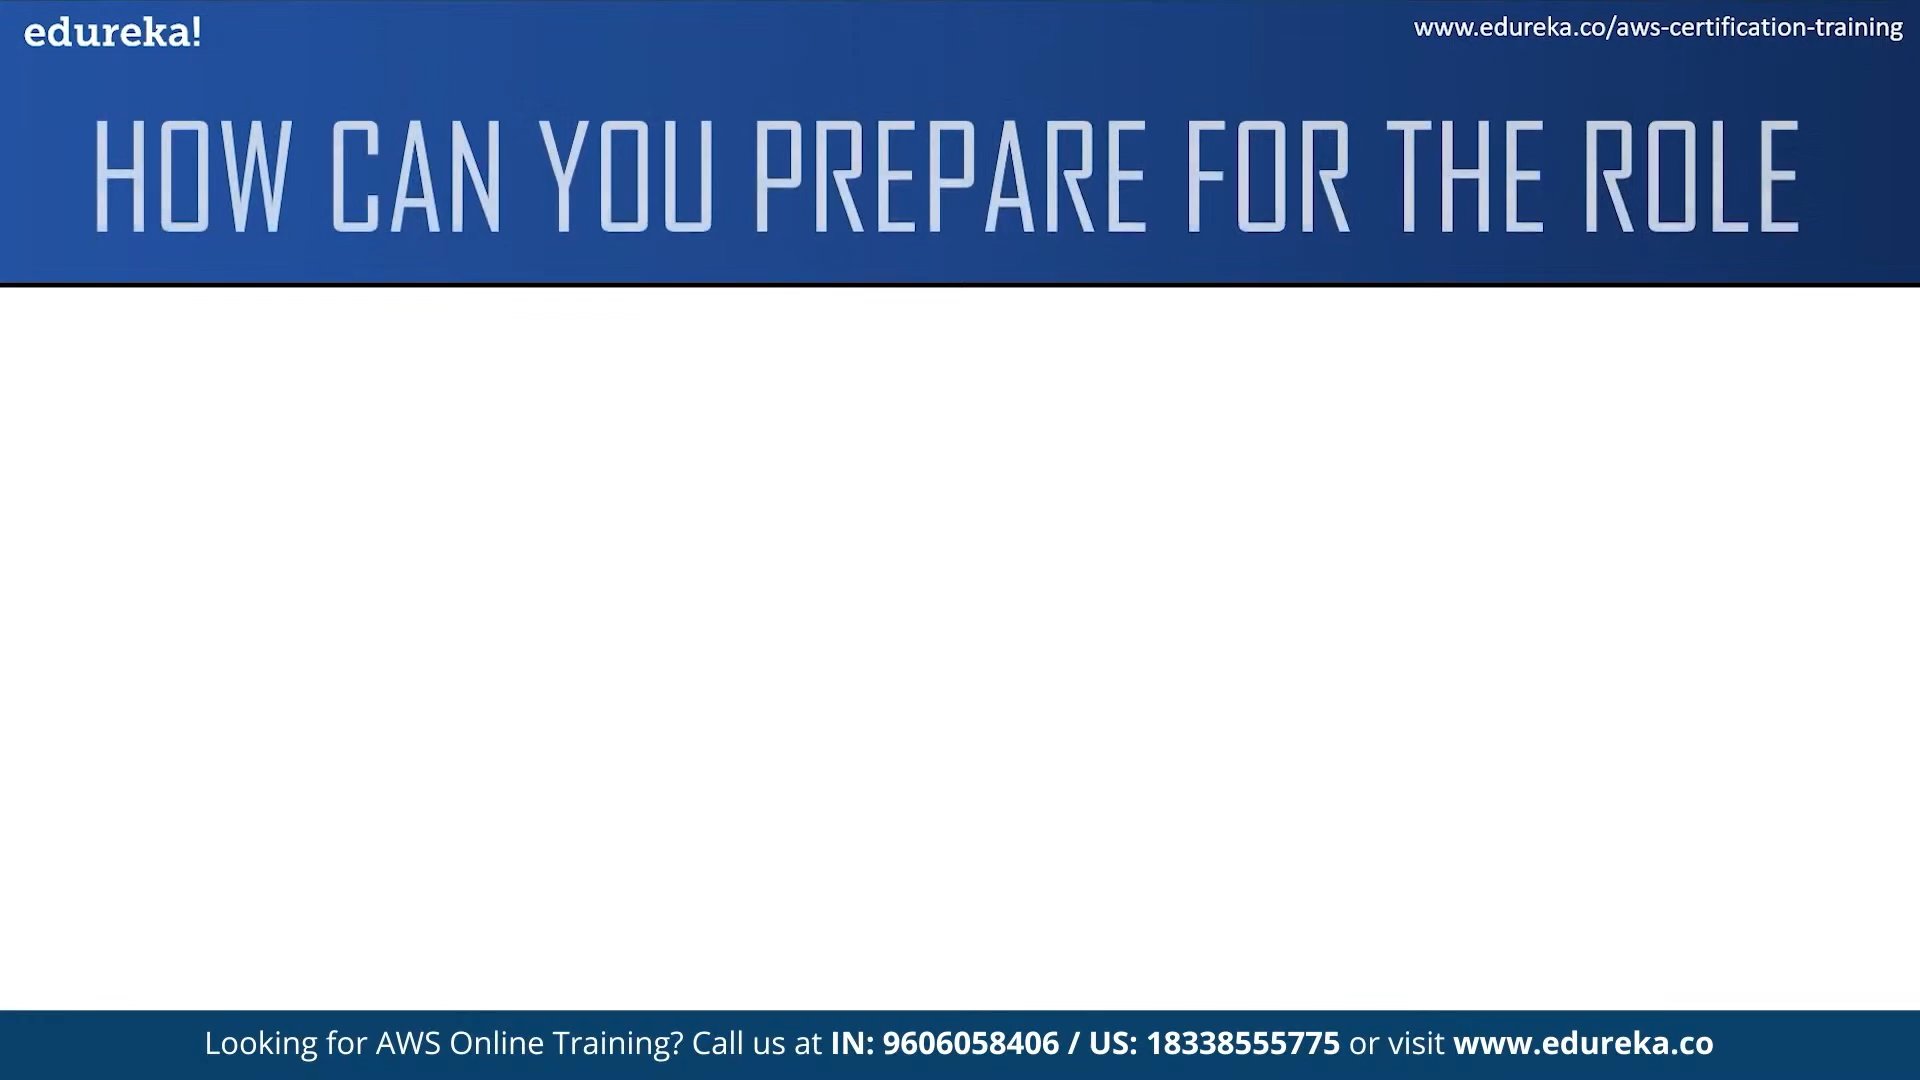 edureka!
www.edureka.co/aws-certification-training
HOW CAN YOU PREPARE FOR THE ROLE
Looking for AWS Online Training? Call us at IN: 9606058406 / US: 18338555775 or visit www.edureka.co